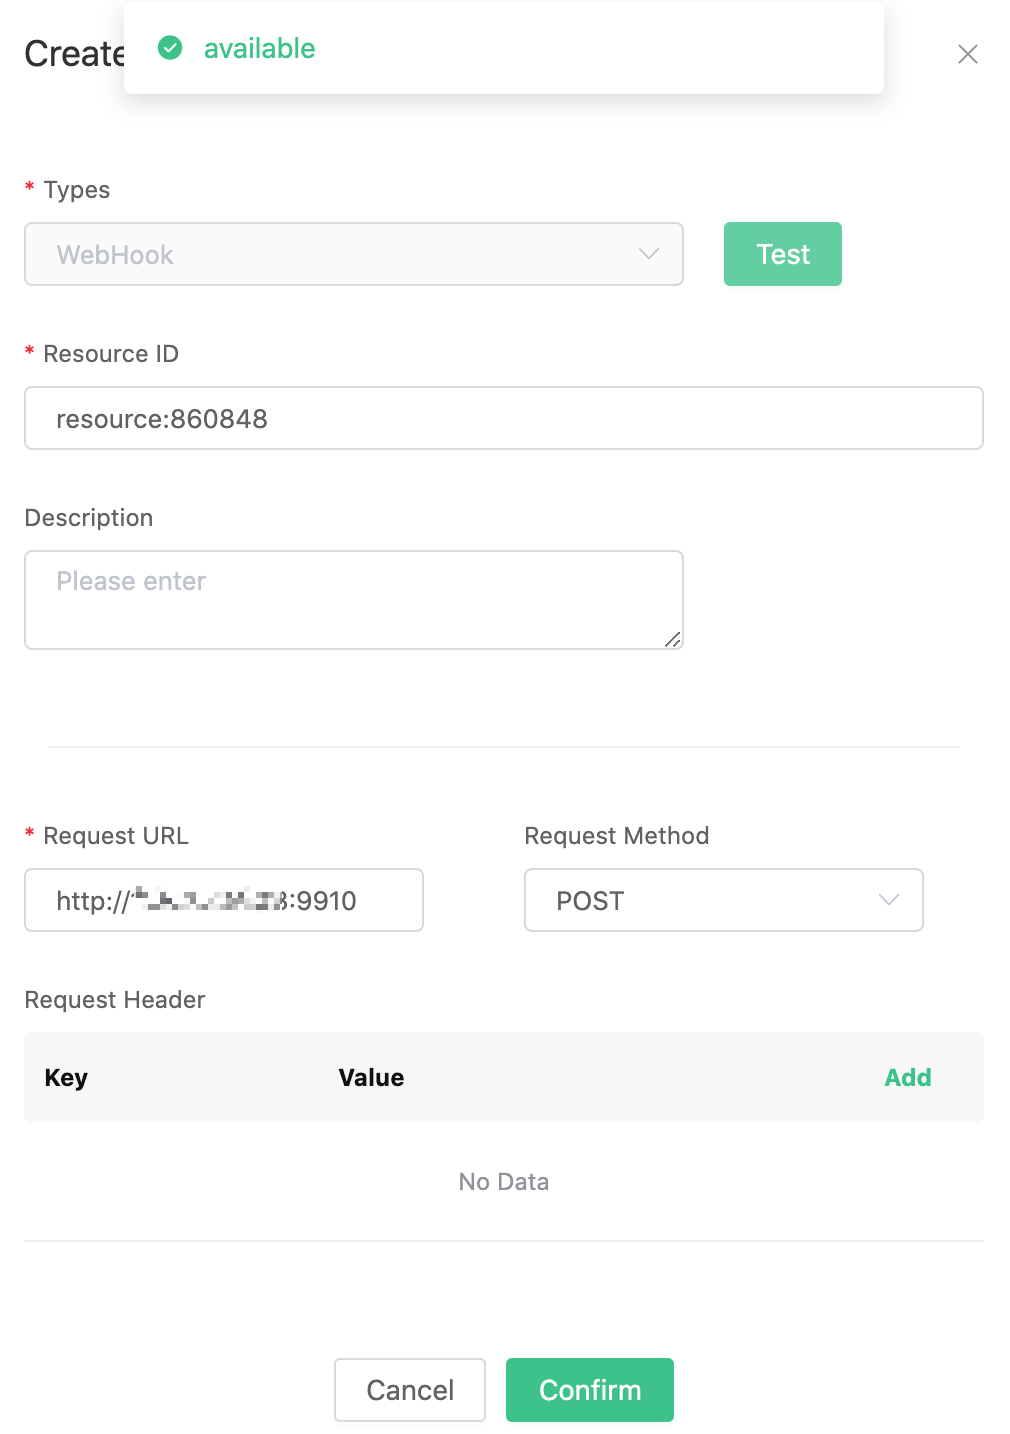 Create
available
* Types
WebHook
Test
* Resource ID
resource:860848
Description
Please enter
* Request URL
Request Method
http:// :9910
POST
Request Header
Key Value Add
No Data
Cancel Confirm